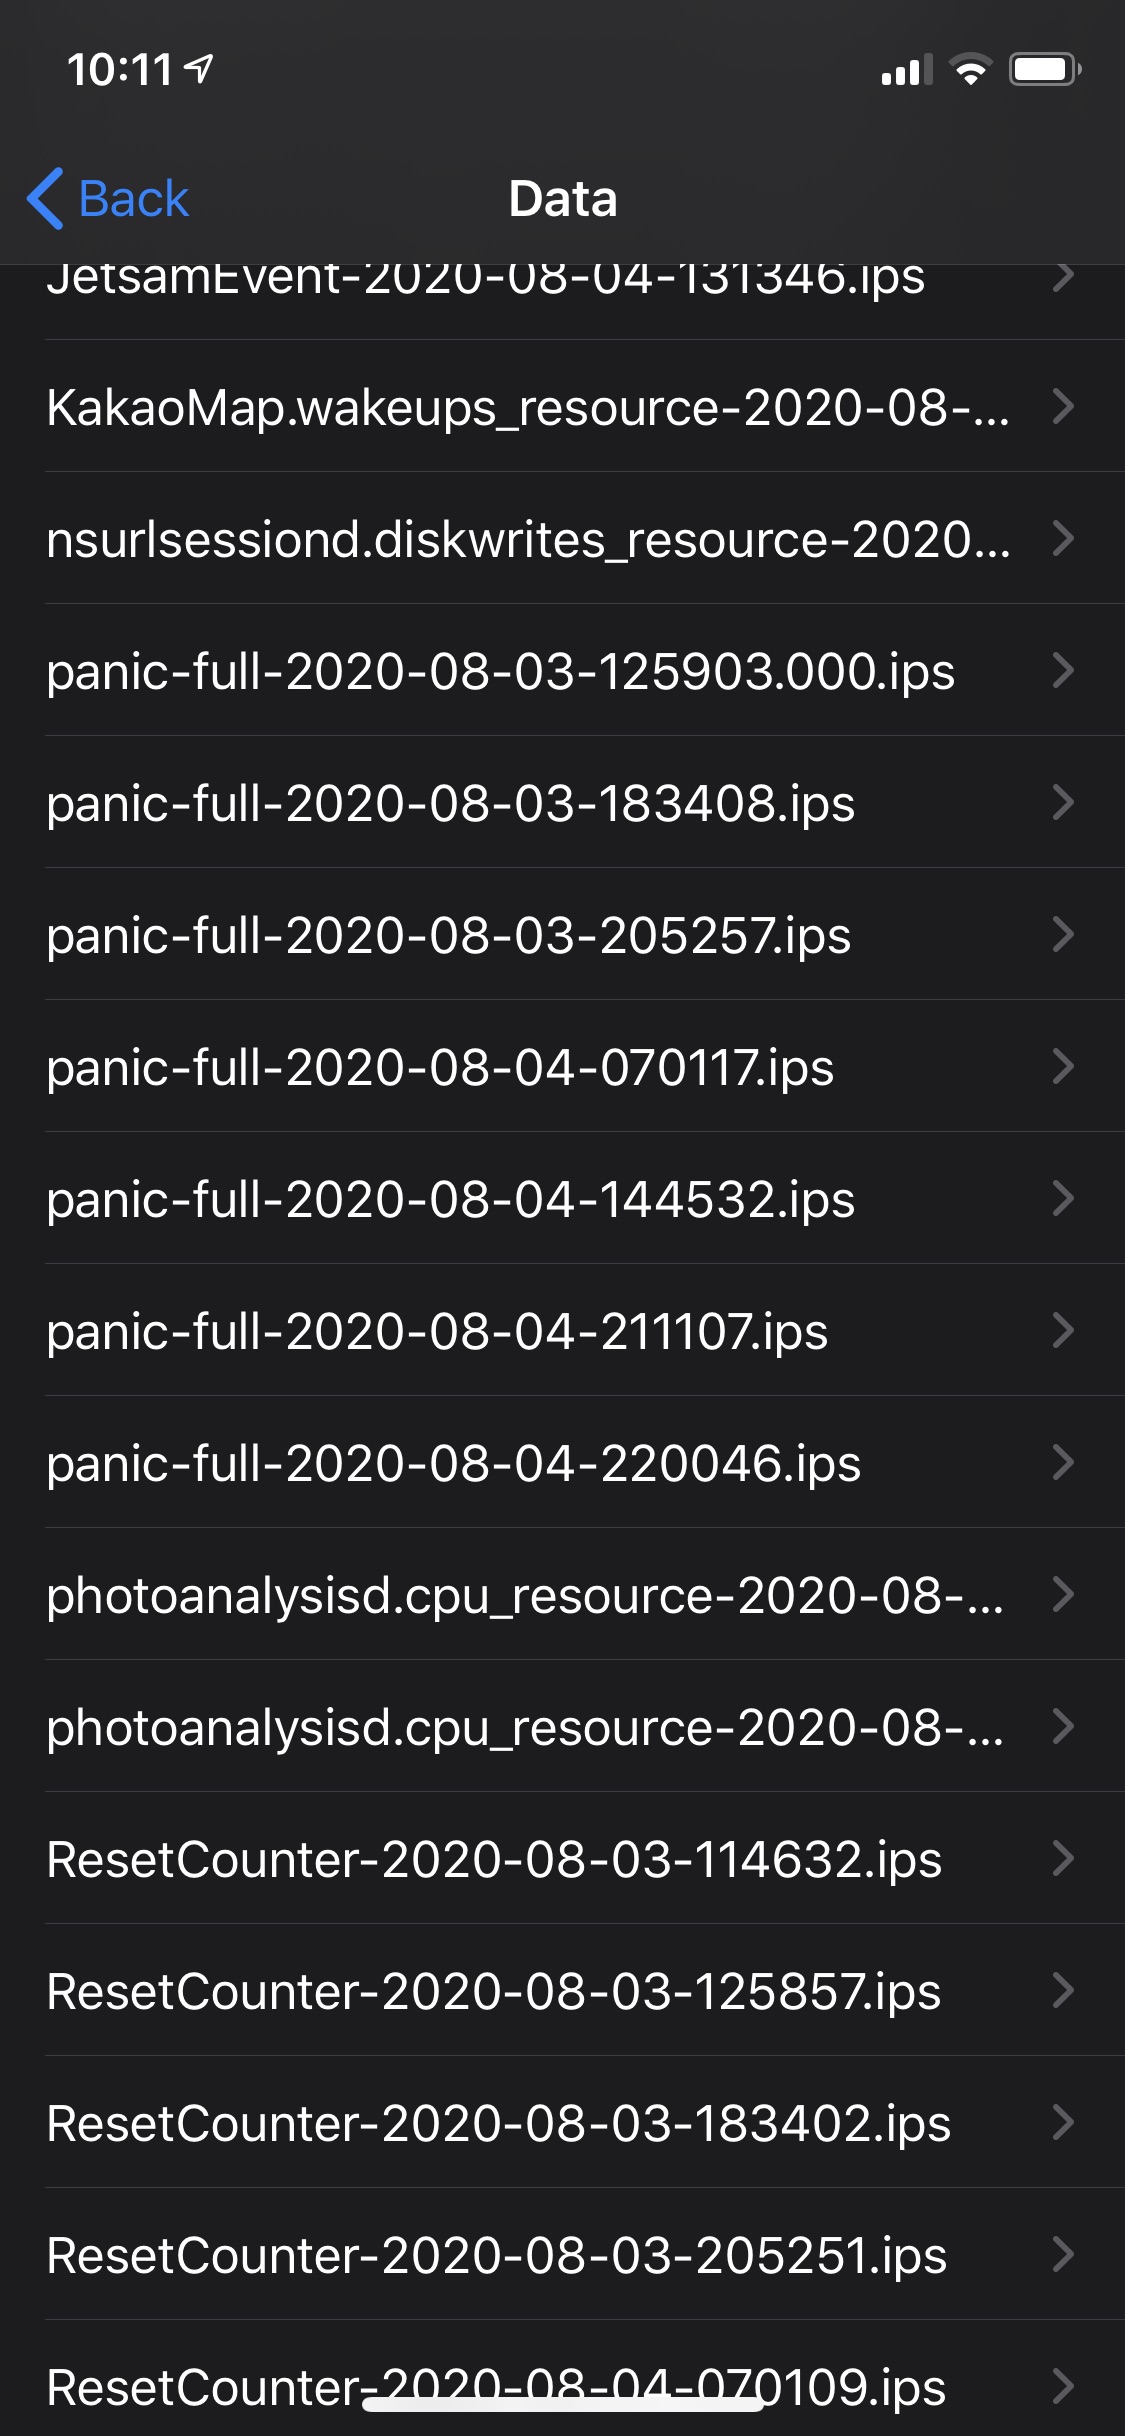 10:11
Back
Data
JetsamEvent-2020-08-04-131346.ips
KakaoMap.wakeups_resource-2020-08-...
nsurlsessiond.diskwrites_resource-2020...
panic-full-2020-08-03-125903.000.ips
panic-full-2020-08-03-183408.ips
panic-full-2020-08-03-205257.ips
panic-full-2020-08-04-070117.ips
panic-full-2020-08-04-144532.ips
panic-full-2020-08-04-211107.ips
panic-full-2020-08-04-220046.ips
photoanalysisd.cpu_resource-2020-08-...
photoanalysisd.cpu_resource-2020-08-...
ResetCounter-2020-08-03-114632.ips
ResetCounter-2020-08-03-125857.ips
ResetCounter-2020-08-03-183402.ips
ResetCounter-2020-08-03-205251.ips
ResetCounter-2020-08-04-070109.ips